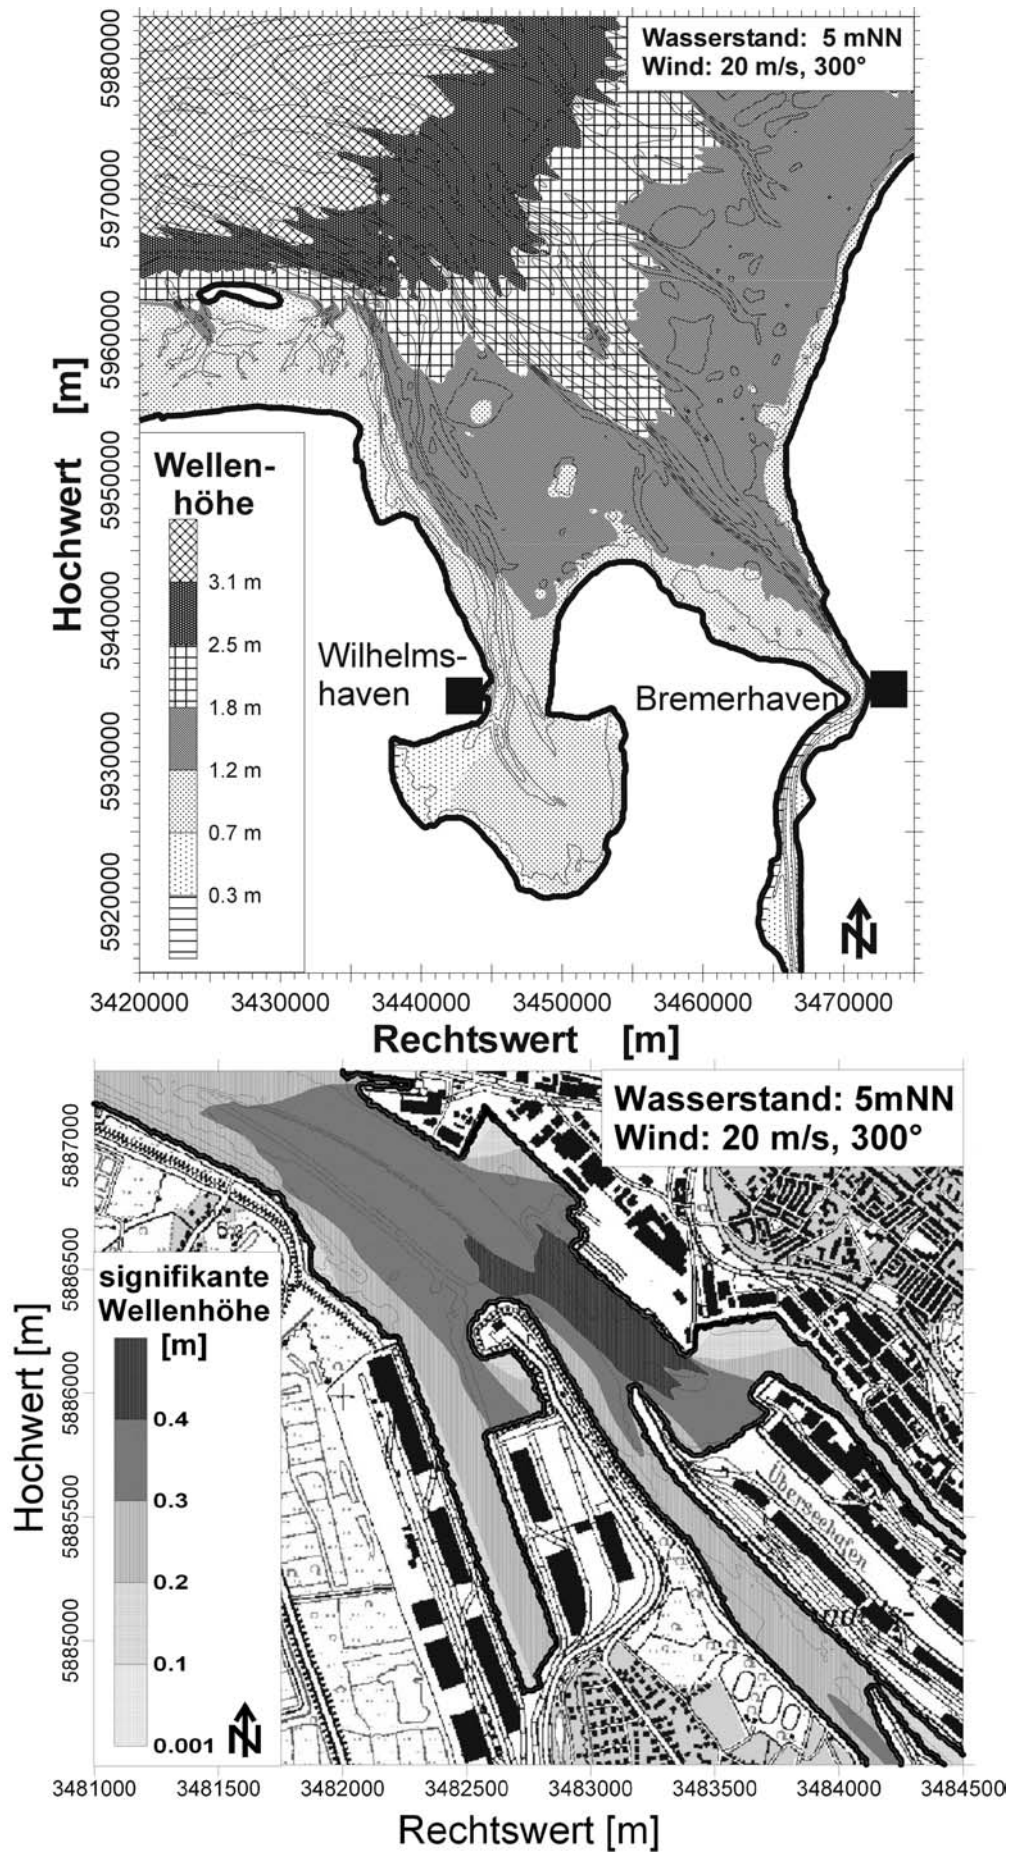 Wasserstand: 5 mNN
Wind: 20 m/s, 300°
5980000
5970000
5960000
5950000
5940000
5930000
5920000
Hochwert [m]
Wellen-
höhe
3.1 m
2.5 m
1.8 m
1.2 m
0.7 m
0.3 m
Wilhelms-
haven
Bremerhaven
N
3420000 3430000 3440000 3450000 3460000 3470000
Rechtswert [m]
Wasserstand: 5mNN
Wind: 20 m/s, 300°
5887000
5886500
5886000
5885500
5885000
Hochwert [m]
signifikante
Wellenhöhe
[m]
0.4
0.3
0.2
0.1
0.001
N
Überseehafen
3481000 3481500 3482000 3482500 3483000 3483500 3484000 3484500
Rechtswert [m]